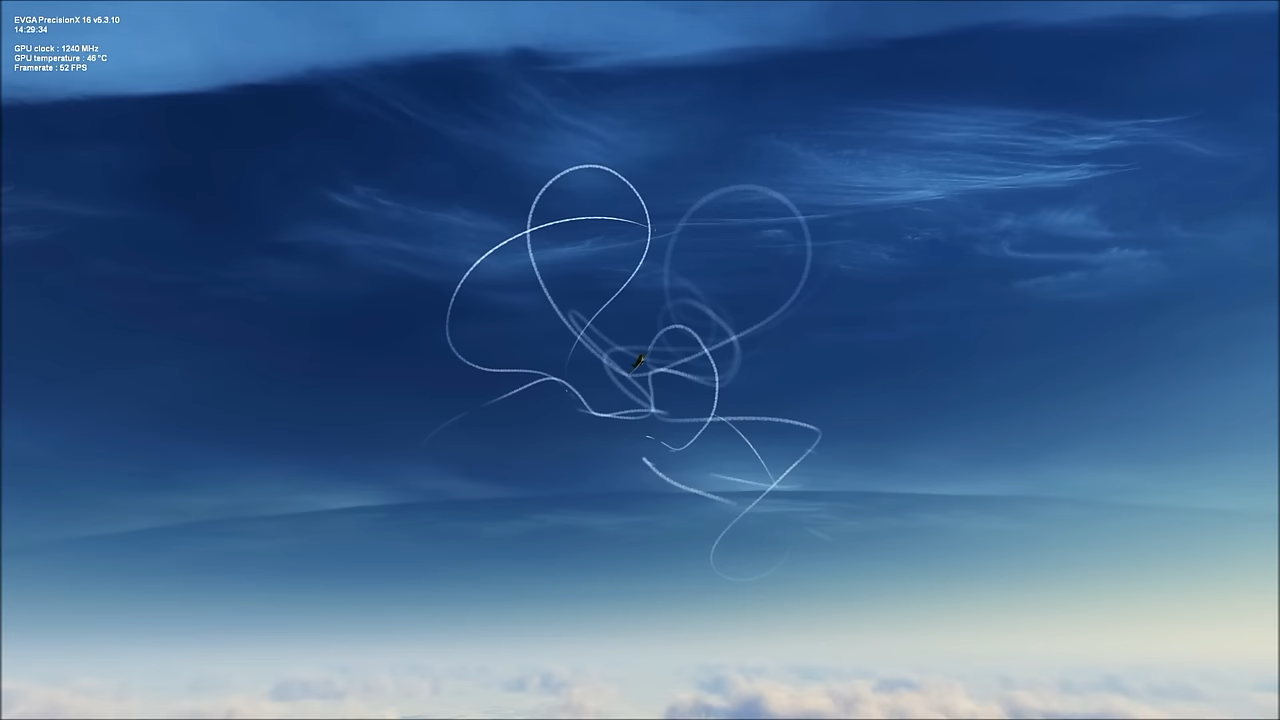 EVGA PrecisionX 16 v5.3.10
14:29:34
GPU clock : 1240 MHz
GPU temperature : 46 °C
Framerate : 52 FPS